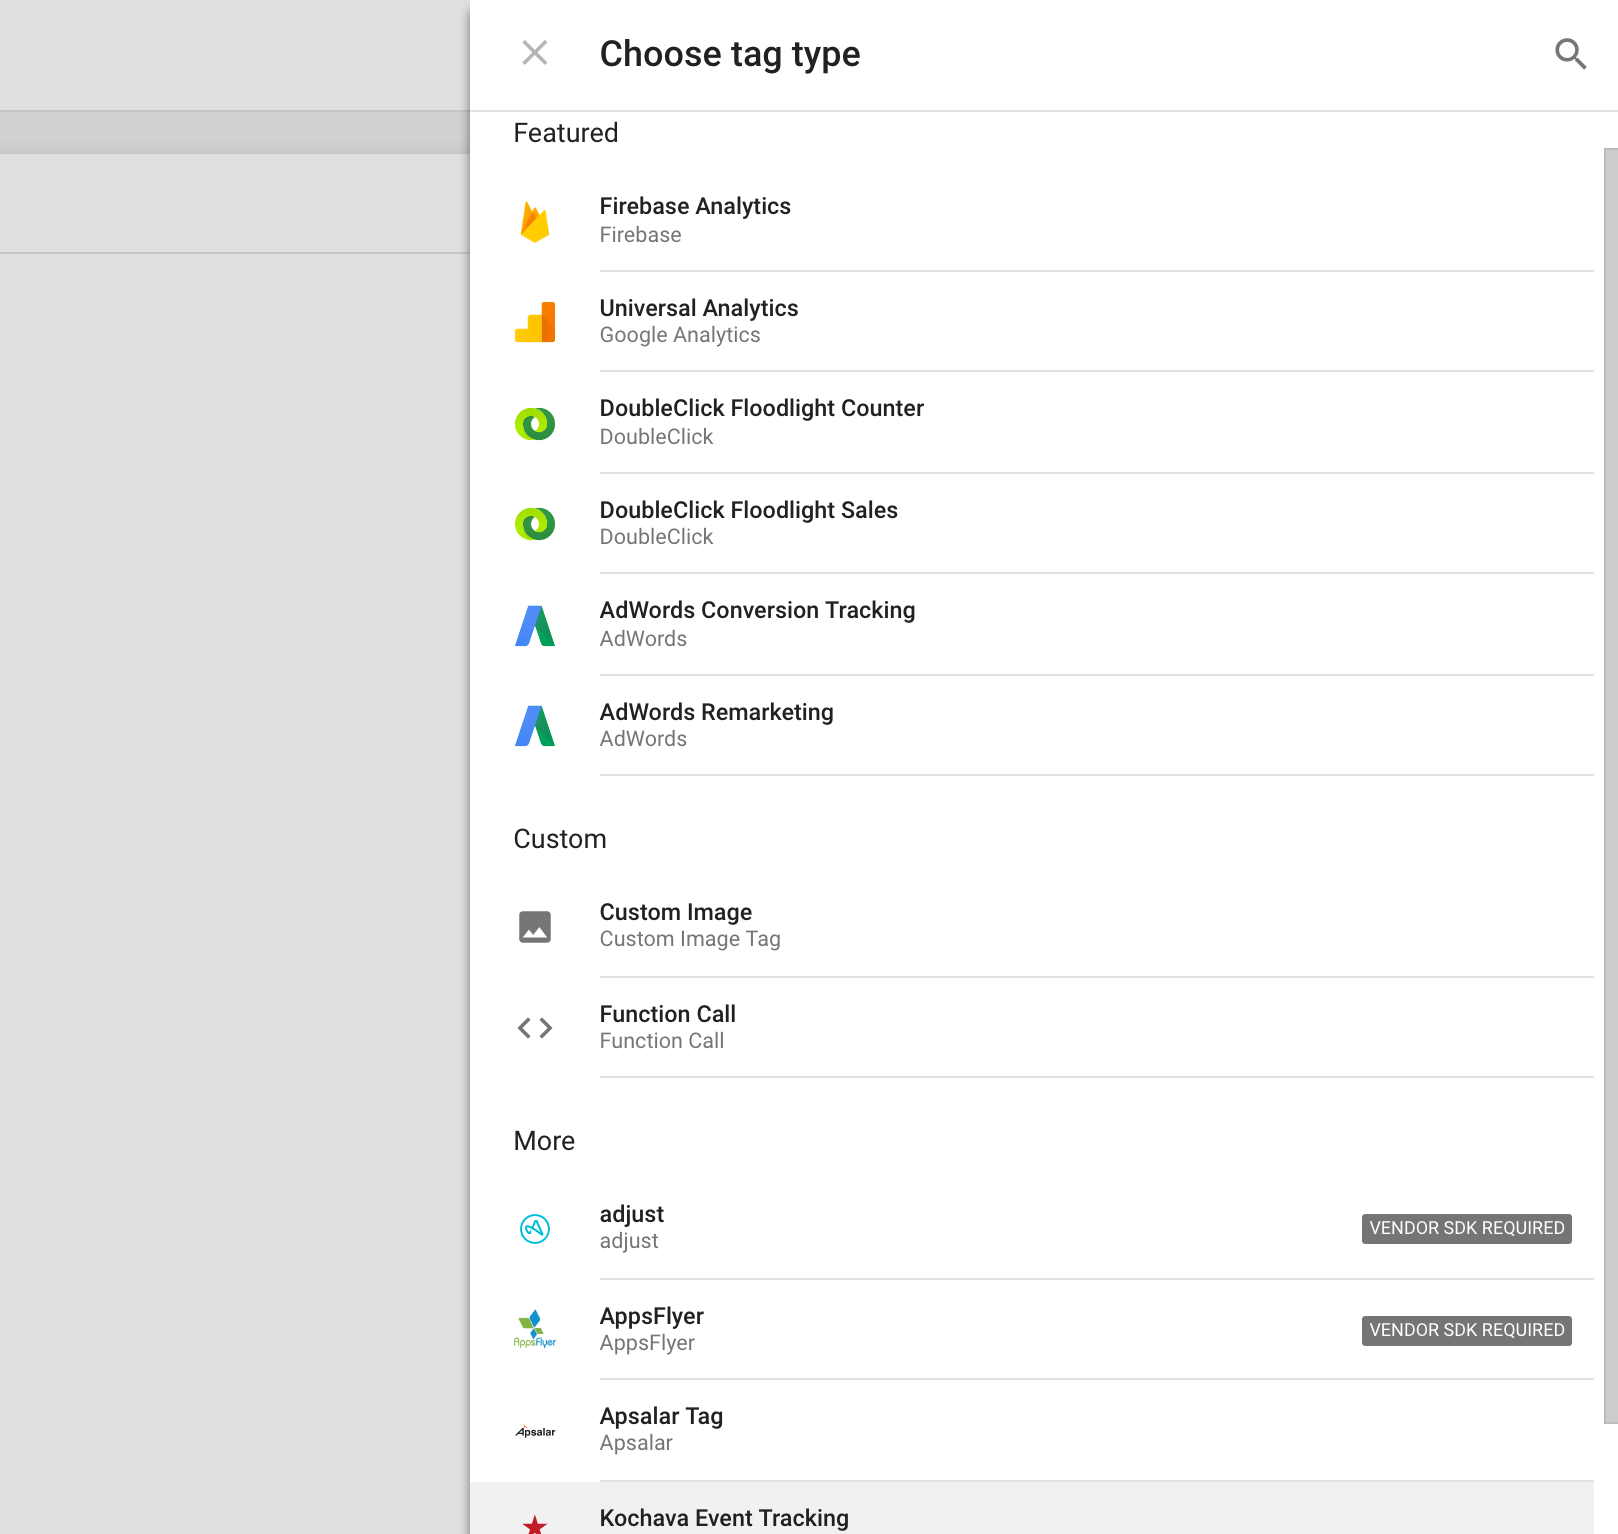 Choose tag type
Featured
Firebase Analytics
Firebase
Universal Analytics
Google Analytics
DoubleClick Floodlight Counter
DoubleClick
DoubleClick Floodlight Sales
DoubleClick
AdWords Conversion Tracking
AdWords
AdWords Remarketing
AdWords
Custom
Custom Image
Custom Image Tag
Function Call
Function Call
More
adjust
adjust
VENDOR SDK REQUIRED
AppsFlyer
AppsFlyer
AppsFlyer
VENDOR SDK REQUIRED
Apsalar
Apsalar Tag
Apsalar
Kochava Event Tracking